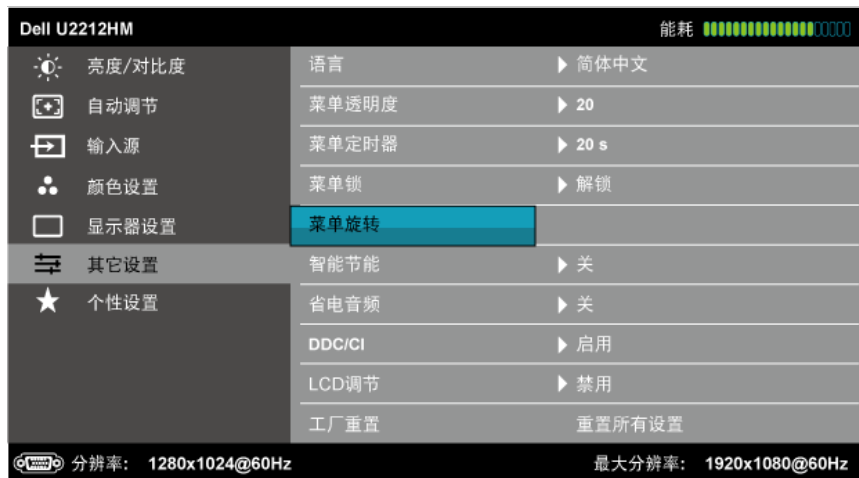 Dell U2212HM 能耗
亮度/对比度 语言 简体中文
自动调节 菜单透明度 20
输入源 菜单定时器 20 s
颜色设置 菜单锁 解锁
显示器设置 菜单旋转
其它设置 智能节能 关
个性设置 省电音频 关
DDC/CI 启用
LCD调节 禁用
工厂重置 重置所有设置
分辨率: 1280x1024@60Hz 最大分辨率: 1920x1080@60Hz